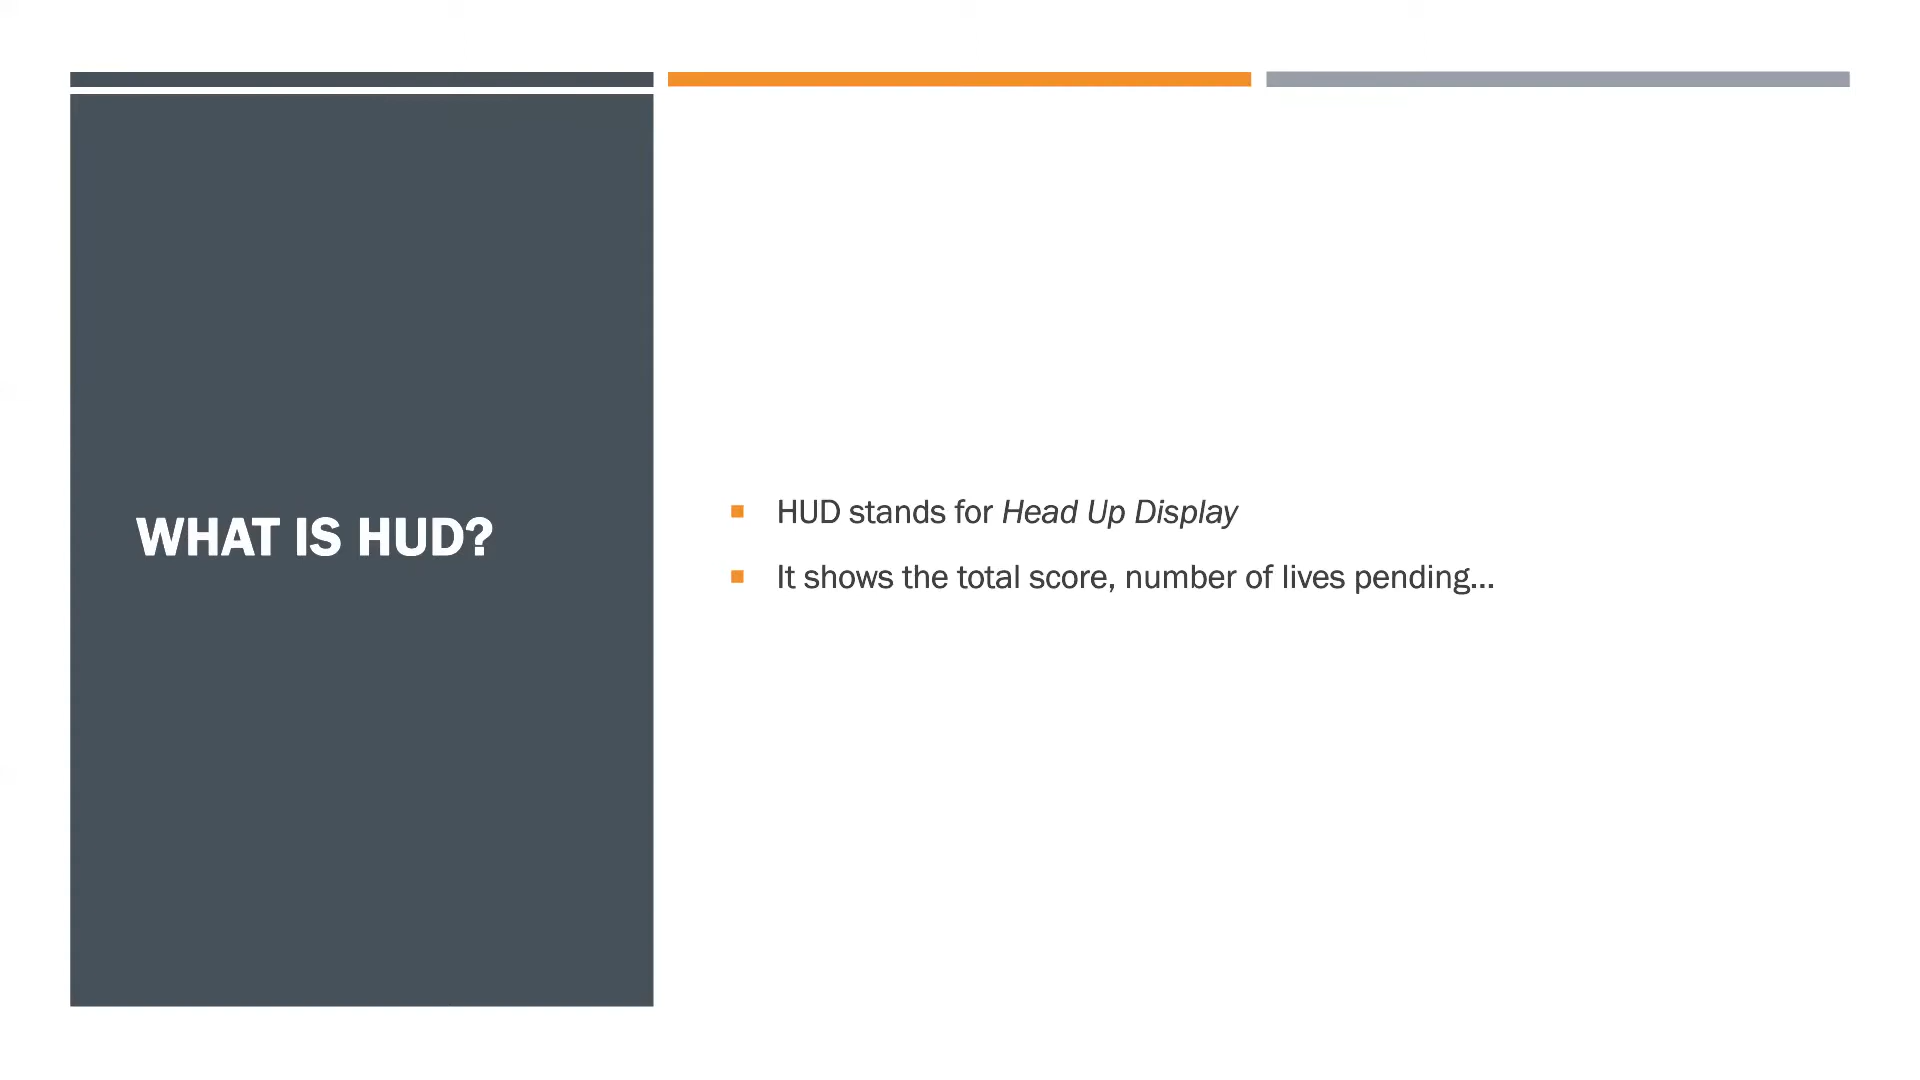 WHAT IS HUD?
HUD stands for Head Up Display
It shows the total score, number of lives pending...